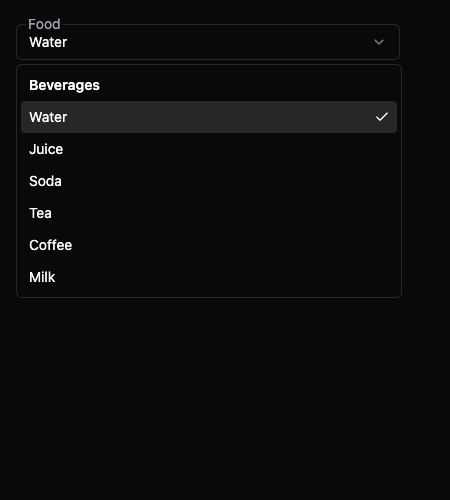 Food
Water
Beverages
Water
Juice
Soda
Tea
Coffee
Milk